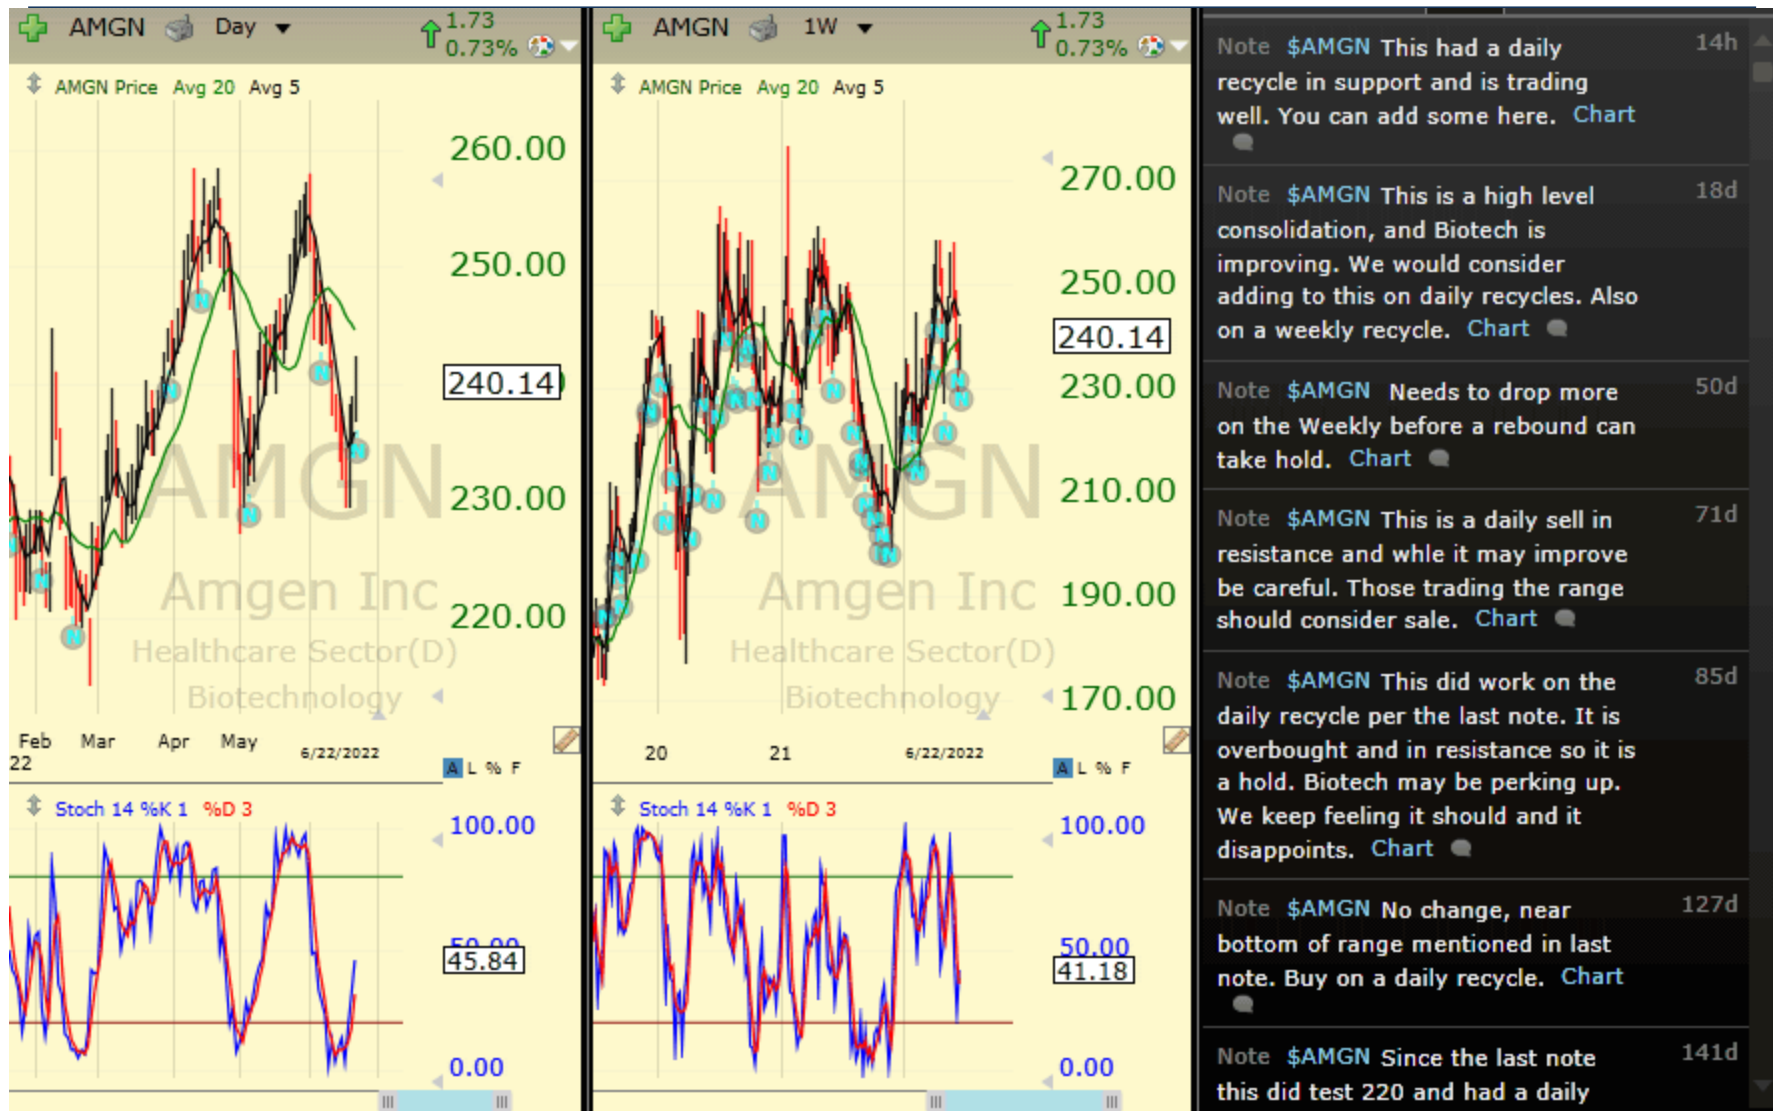 AMGN Day 1.73
0.73%
AMGN Price Avg 20 Avg 5
260.00
250.00
240.14
230.00
220.00
AMGN
Amgen Inc
Healthcare Sector(D)
Biotechnology
Feb Mar Apr May 6/22/2022
22
A L % F
Stoch 14 %K 1 %D 3
100.00
50.00
45.84
0.00
AMGN 1W 1.73
0.73%
AMGN Price Avg 20 Avg 5
270.00
250.00
240.14
230.00
210.00
190.00
170.00
AMGN
Amgen Inc
Healthcare Sector(D)
Biotechnology
20 21 6/22/2022
A L % F
Stoch 14 %K 1 %D 3
100.00
50.00
41.18
0.00
Note $AMGN This had a daily 14h
recycle in support and is trading
well. You can add some here. Chart
Note $AMGN This is a high level 18d
consolidation, and Biotech is
improving. We would consider
adding to this on daily recycles. Also
on a weekly recycle. Chart
Note $AMGN Needs to drop more 50d
on the Weekly before a rebound can
take hold. Chart
Note $AMGN This is a daily sell in 71d
resistance and whle it may improve
be careful. Those trading the range
should consider sale. Chart
Note $AMGN This did work on the 85d
daily recycle per the last note. It is
overbought and in resistance so it is
a hold. Biotech may be perking up.
We keep feeling it should and it
disappoints. Chart
Note $AMGN No change, near 127d
bottom of range mentioned in last
note. Buy on a daily recycle. Chart
Note $AMGN Since the last note 141d
this did test 220 and had a daily